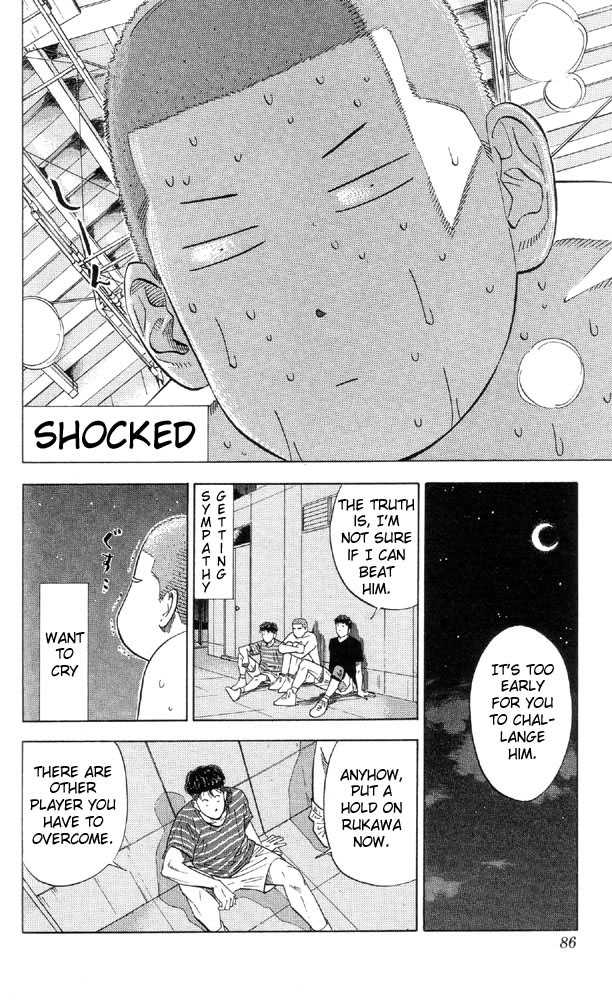 SHOCKED
IT'S TOO
EARLY
FOR YOU
TO CHAL-
LANGE
HIM.
THE TRUTH
IS, I'M
NOT SURE
IF I CAN
BEAT
HIM.
GETTING
SYMPATHY
WANT
TO
CRY
ANYHOW,
PUT A
HOLD ON
RUKAWA
NOW.
THERE ARE
OTHER
PLAYER YOU
HAVE TO
OVERCOME.
86